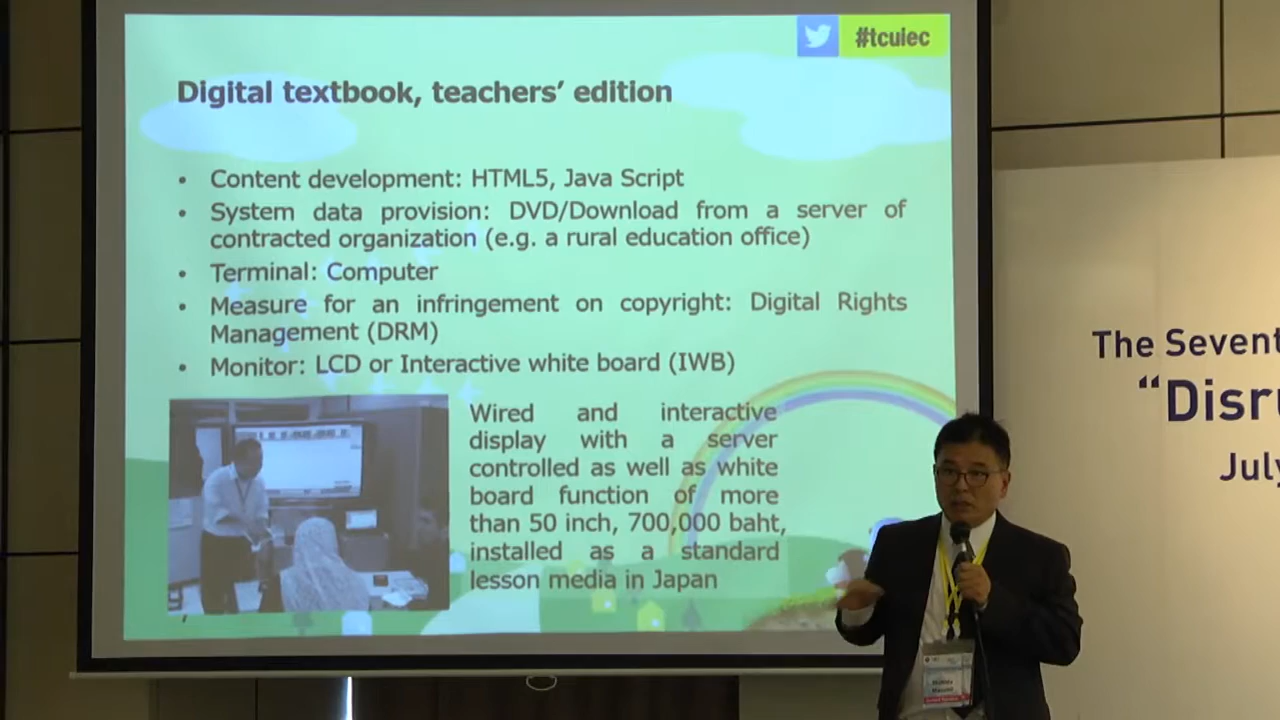 #tcuiec
Digital textbook, teachers’ edition
• Content development: HTML5, Java Script
• System data provision: DVD/Download from a server of
contracted organization (e.g. a rural education office)
• Terminal: Computer
• Measure for an infringement on copyright: Digital Rights
Management (DRM)
• Monitor: LCD or Interactive white board (IWB)
Wired and interactive
display with a server
controlled as well as white
board function of more
than 50 inch, 700,000 baht,
installed as a standard
lesson media in Japan
The Sevent
“Disr
July